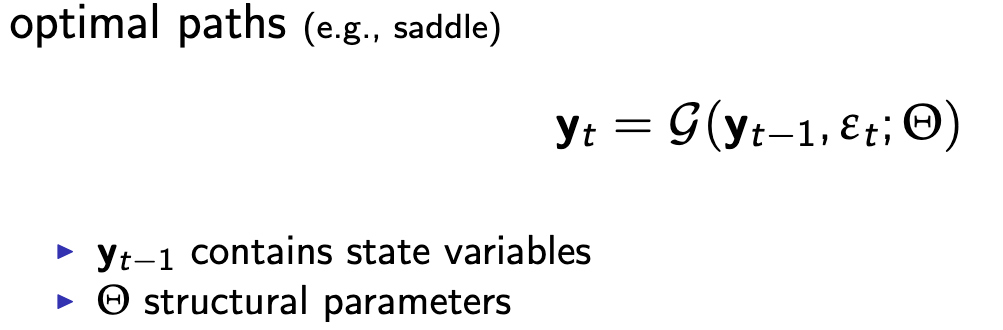 optimal paths (e.g., saddle)
𝐲ₜ = 𝒢(𝐲ₜ₋₁, εₜ; Θ)
▶ 𝐲ₜ₋₁ contains state variables
▶ Θ structural parameters